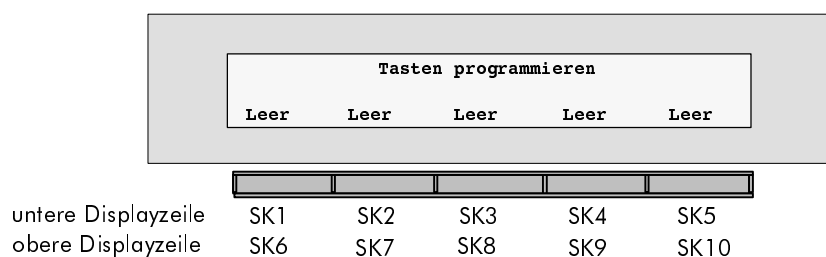 Tasten programmieren
Leer Leer Leer Leer Leer
untere Displayzeile SK1 SK2 SK3 SK4 SK5
obere Displayzeile SK6 SK7 SK8 SK9 SK10